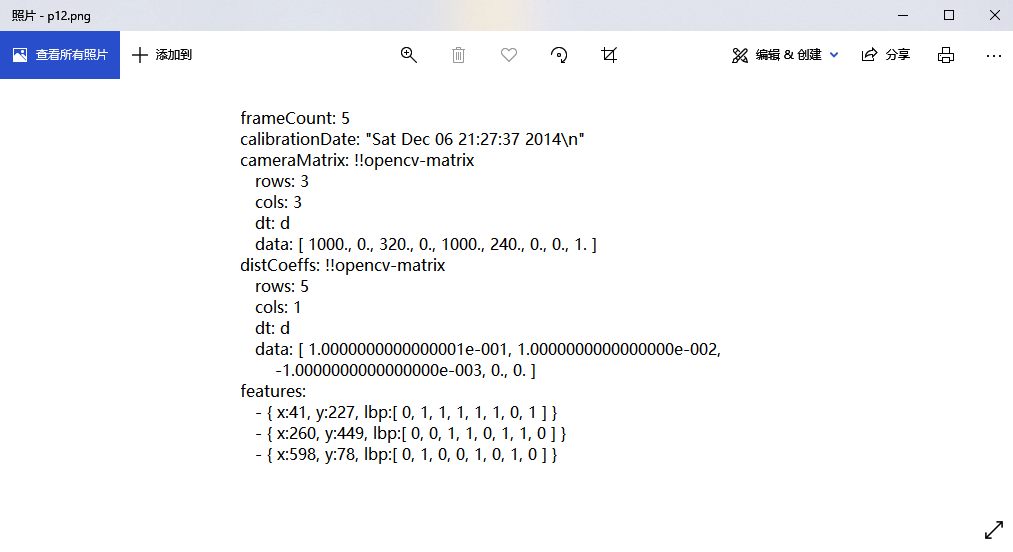 照片 - p12.png
查看所有照片
添加到
编辑 & 创建
分享
frameCount: 5
calibrationDate: "Sat Dec 06 21:27:37 2014\n"
cameraMatrix: !!opencv-matrix
rows: 3
cols: 3
dt: d
data: [ 1000., 0., 320., 0., 1000., 240., 0., 0., 1. ]
distCoeffs: !!opencv-matrix
rows: 5
cols: 1
dt: d
data: [ 1.0000000000000001e-001, 1.0000000000000000e-002,
-1.0000000000000000e-003, 0., 0. ]
features:
- { x:41, y:227, lbp:[ 0, 1, 1, 1, 1, 1, 0, 1 ] }
- { x:260, y:449, lbp:[ 0, 0, 1, 1, 0, 1, 1, 0 ] }
- { x:598, y:78, lbp:[ 0, 1, 0, 0, 1, 0, 1, 0 ] }